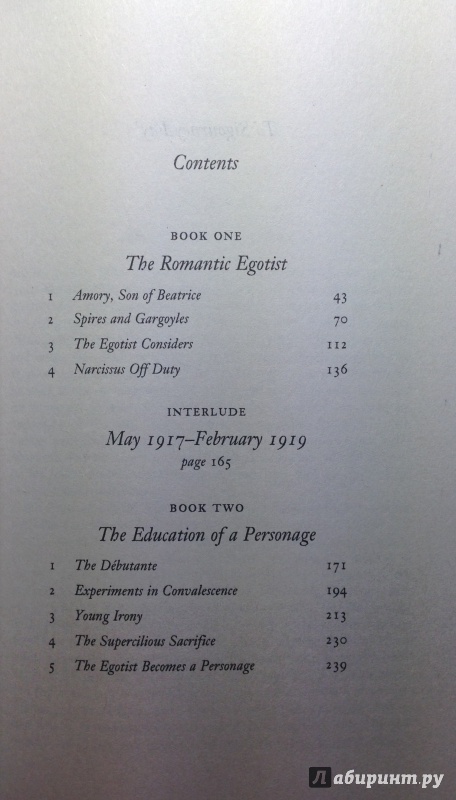 Contents
BOOK ONE
The Romantic Egotist
1 Amory, Son of Beatrice 43
2 Spires and Gargoyles 70
3 The Egotist Considers 112
4 Narcissus Off Duty 136
INTERLUDE
May 1917–February 1919
page 165
BOOK TWO
The Education of a Personage
1 The Débutante 171
2 Experiments in Convalescence 194
3 Young Irony 213
4 The Supercilious Sacrifice 230
5 The Egotist Becomes a Personage 239
Лабиринт.ру